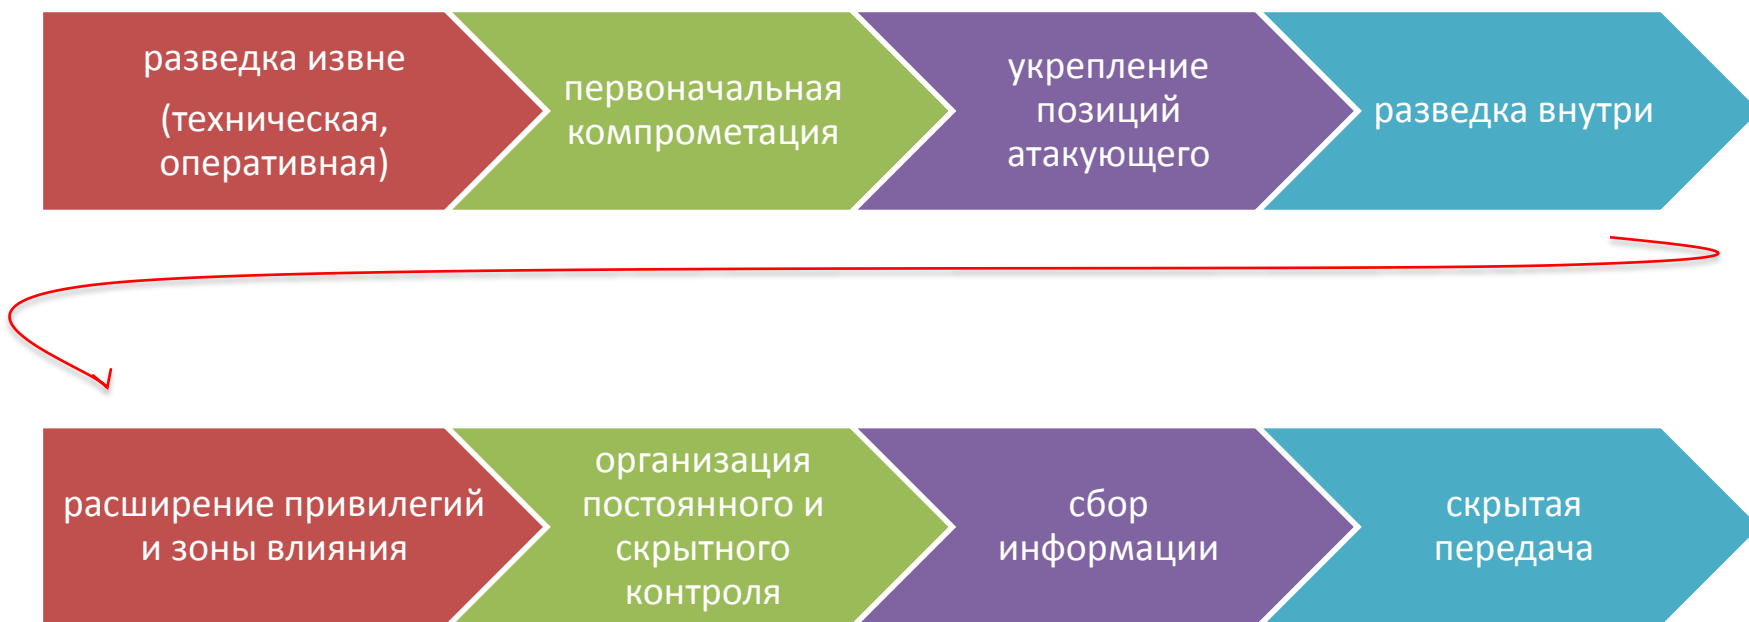 разведка извне
(техническая,
оперативная)
первоначальная
компрометация
укрепление
позиций
атакующего
разведка внутри
расширение привилегий
и зоны влияния
организация
постоянного и
скрытного
контроля
сбор
информации
скрытая
передача